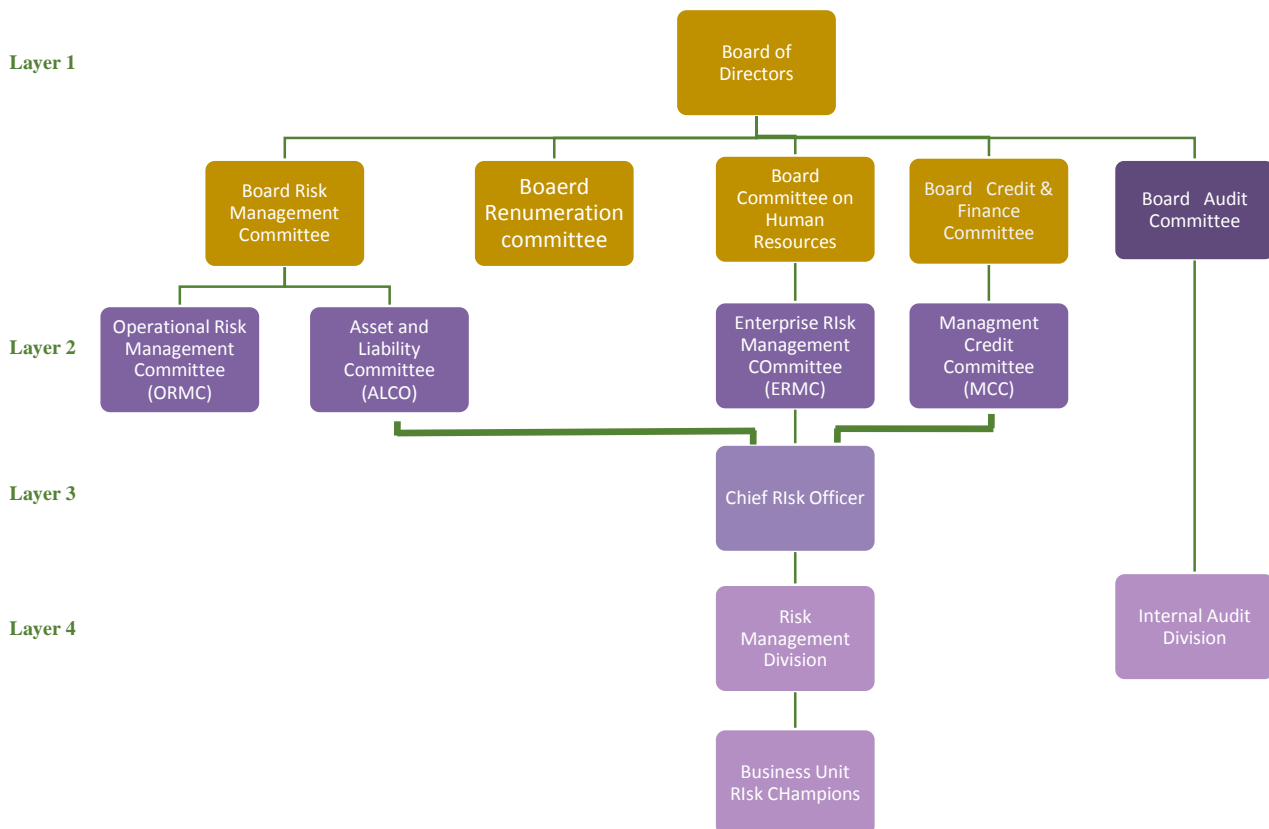 Layer 1
Board of
Directors
Board Risk
Management
Committee
Boaerd
Renumeration
committee
Board
Committee on
Human
Resources
Board Credit &
Finance
Committee
Board Audit
Committee
Layer 2
Operational Risk
Management
Committee
(ORMC)
Asset and
Liability
Committee
(ALCO)
Enterprise RIsk
Management
COmmittee
(ERMC)
Managment
Credit
Committee
(MCC)
Layer 3
Chief RIsk Officer
Layer 4
Risk
Management
Division
Internal Audit
Division
Business Unit
RIsk CHampions